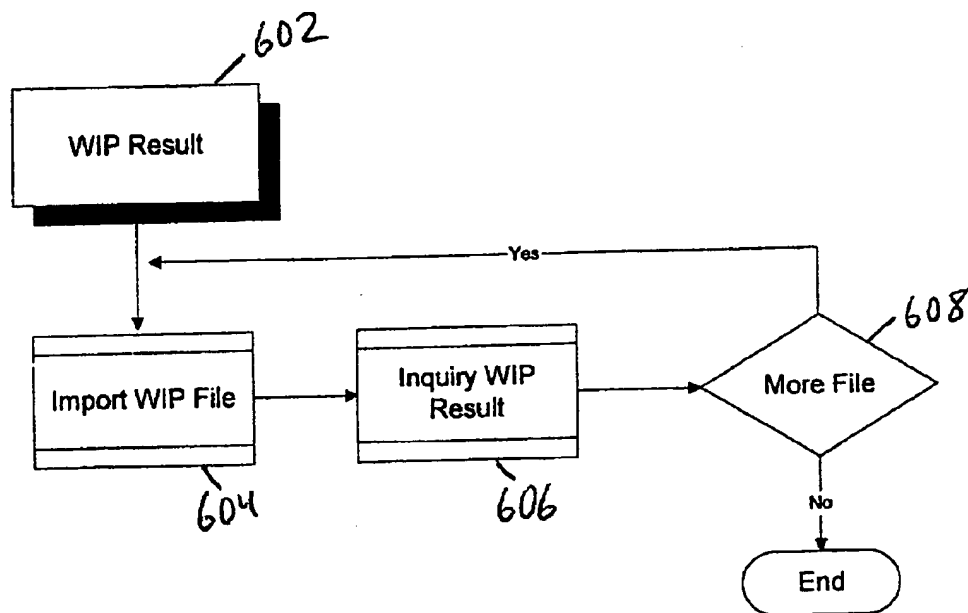 602
WIP Result
Yes
608
Import WIP File
Inquiry WIP
Result
More File
604
606
No
End